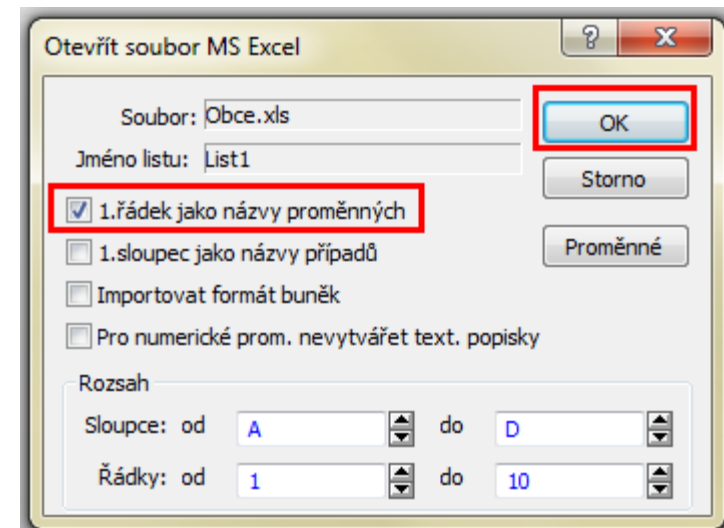 Otevřít soubor MS Excel
Soubor: Obce.xls
OK
Jméno listu: List1
Storno
1.řádek jako názvy proměnných
1.sloupec jako názvy případů
Proměnné
Importovat formát buněk
Pro numerické prom. nevytvářet text. popisky
Rozsah
Sloupce: od A do D
Řádky: od 1 do 10